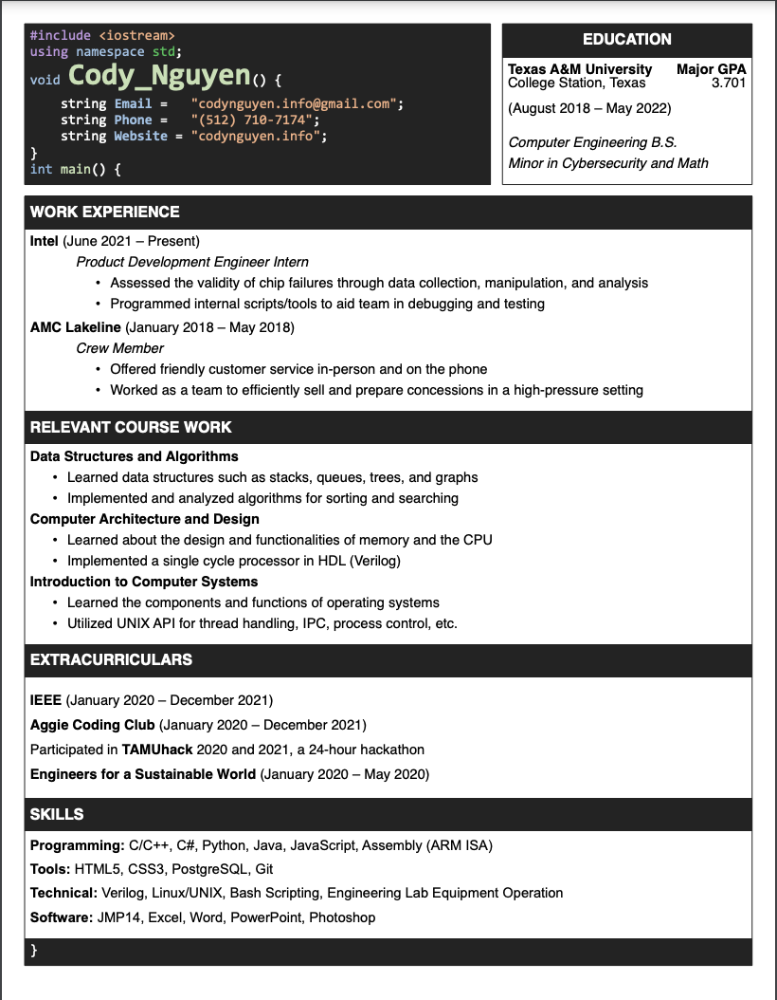 #include <iostream>
using namespace std;
void Cody_Nguyen() {
string Email = "codynguyen.info@gmail.com";
string Phone = "(512) 710-7174";
string Website = "codynguyen.info";
}
int main() {
EDUCATION
Texas A&M University Major GPA
College Station, Texas 3.701
(August 2018 – May 2022)
Computer Engineering B.S.
Minor in Cybersecurity and Math
WORK EXPERIENCE
Intel (June 2021 – Present)
Product Development Engineer Intern
• Assessed the validity of chip failures through data collection, manipulation, and analysis
• Programmed internal scripts/tools to aid team in debugging and testing
AMC Lakeline (January 2018 – May 2018)
Crew Member
• Offered friendly customer service in-person and on the phone
• Worked as a team to efficiently sell and prepare concessions in a high-pressure setting
RELEVANT COURSE WORK
Data Structures and Algorithms
• Learned data structures such as stacks, queues, trees, and graphs
• Implemented and analyzed algorithms for sorting and searching
Computer Architecture and Design
• Learned about the design and functionalities of memory and the CPU
• Implemented a single cycle processor in HDL (Verilog)
Introduction to Computer Systems
• Learned the components and functions of operating systems
• Utilized UNIX API for thread handling, IPC, process control, etc.
EXTRACURRICULARS
IEEE (January 2020 – December 2021)
Aggie Coding Club (January 2020 – December 2021)
Participated in TAMUhack 2020 and 2021, a 24-hour hackathon
Engineers for a Sustainable World (January 2020 – May 2020)
SKILLS
Programming: C/C++, C#, Python, Java, JavaScript, Assembly (ARM ISA)
Tools: HTML5, CSS3, PostgreSQL, Git
Technical: Verilog, Linux/UNIX, Bash Scripting, Engineering Lab Equipment Operation
Software: JMP14, Excel, Word, PowerPoint, Photoshop
}